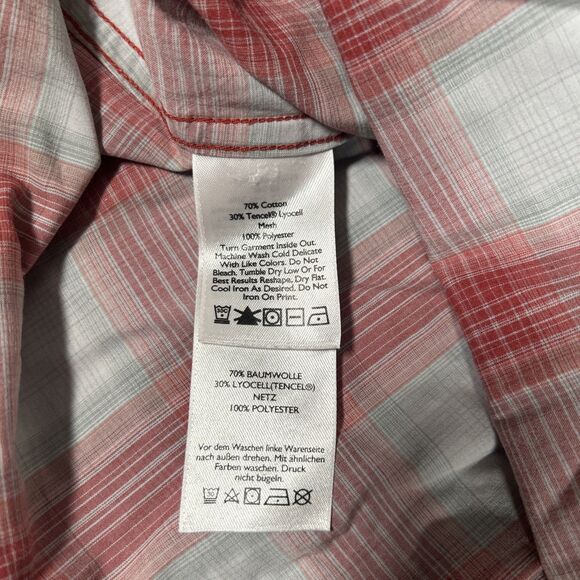 70% Cotton
30% Tencel® Lyocell
Mesh
100% Polyester
Turn Garment Inside Out.
Machine Wash Cold Delicate
With Like Colors. Do Not
Bleach. Tumble Dry Low Or For
Best Results Reshape, Dry Flat.
Cool Iron As Desired, Do Not
Iron On Print.
70% BAUMWOLLE
30% LYOCELL(TENCEL®)
NETZ
100% POLYESTER
Vor dem Waschen linke Warenseite
nach außen drehen. Mit ähnlichen
Farben waschen. Druck
nicht bügeln.
30